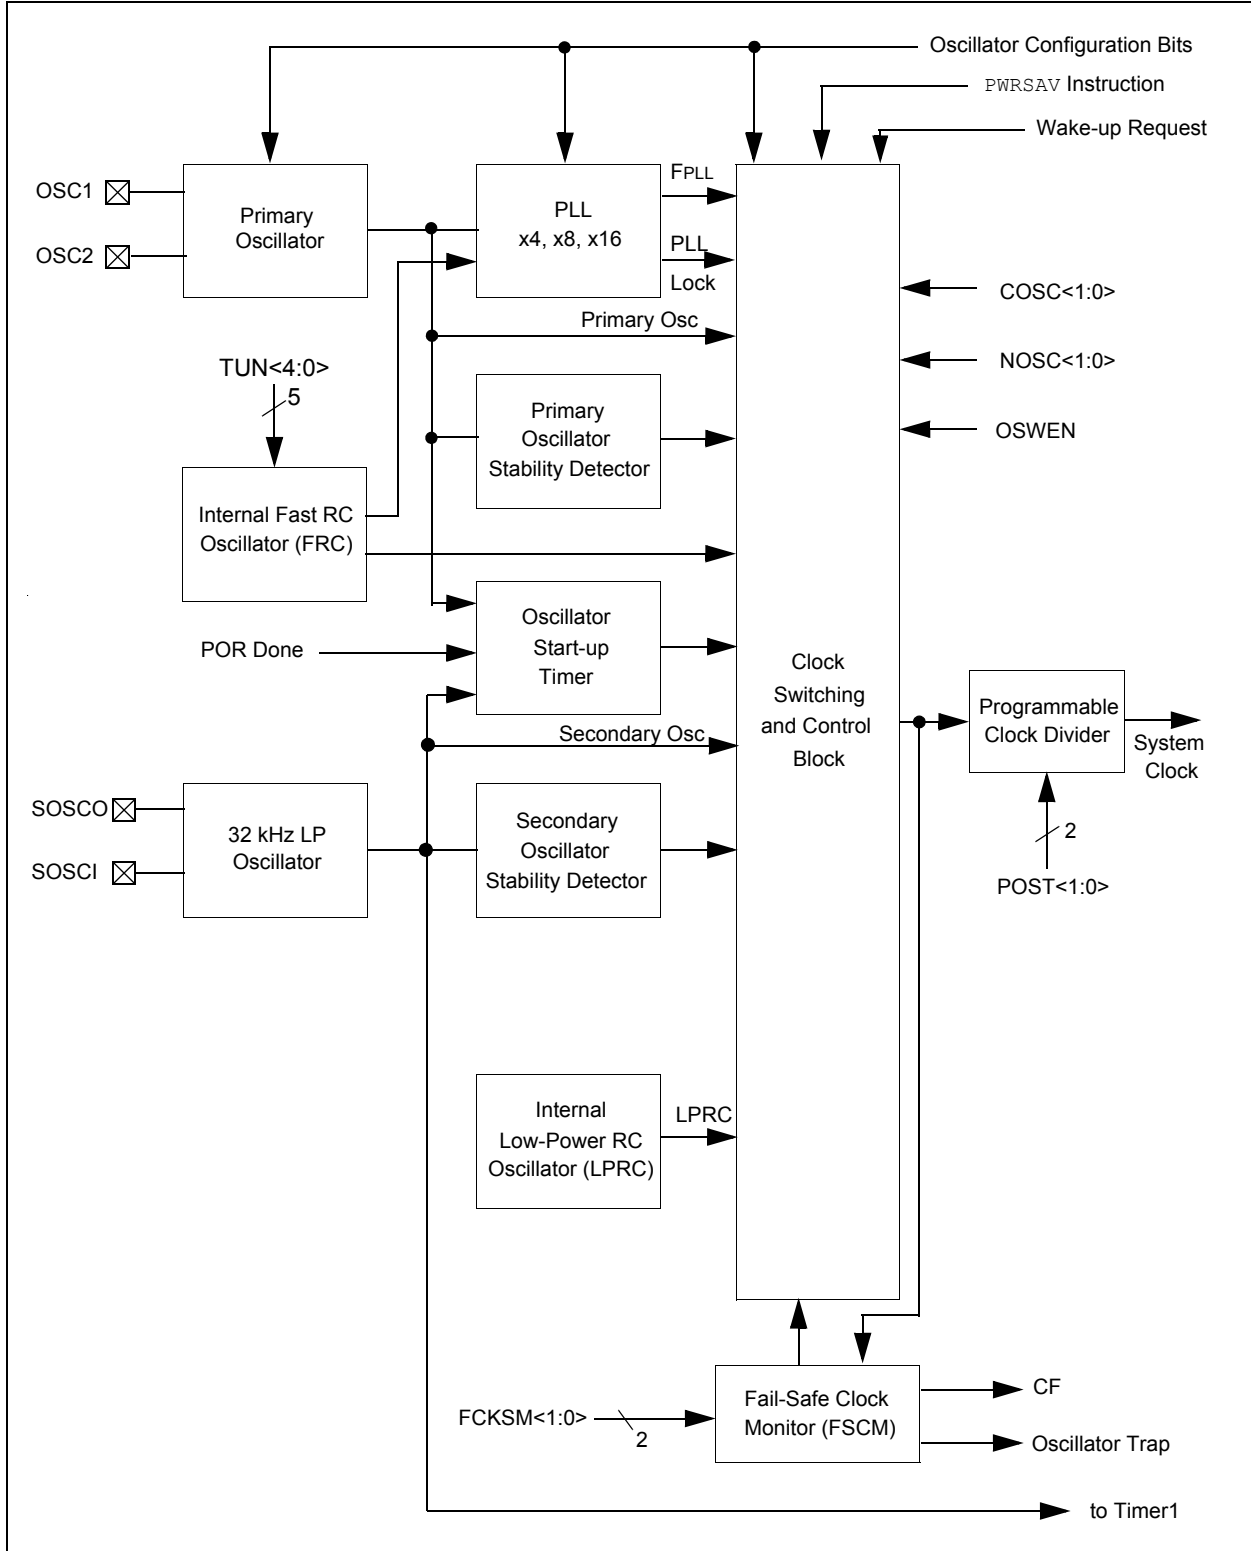 Oscillator Configuration Bits
PWRSAV Instruction
Wake-up Request
OSC1
OSC2
Primary
Oscillator
PLL
x4, x8, x16
FPLL
PLL
Lock
Primary Osc
COSC<1:0>
NOSC<1:0>
OSWEN
TUN<4:0>
5
Primary
Oscillator
Stability Detector
Internal Fast RC
Oscillator (FRC)
POR Done
Oscillator
Start-up
Timer
Clock
Switching
and Control
Block
Programmable
Clock Divider
System
Clock
2
POST<1:0>
Secondary Osc
SOSCO
SOSCI
32 kHz LP
Oscillator
Secondary
Oscillator
Stability Detector
Internal
Low-Power RC
Oscillator (LPRC)
LPRC
FCKSM<1:0>
2
Fail-Safe Clock
Monitor (FSCM)
CF
Oscillator Trap
to Timer1